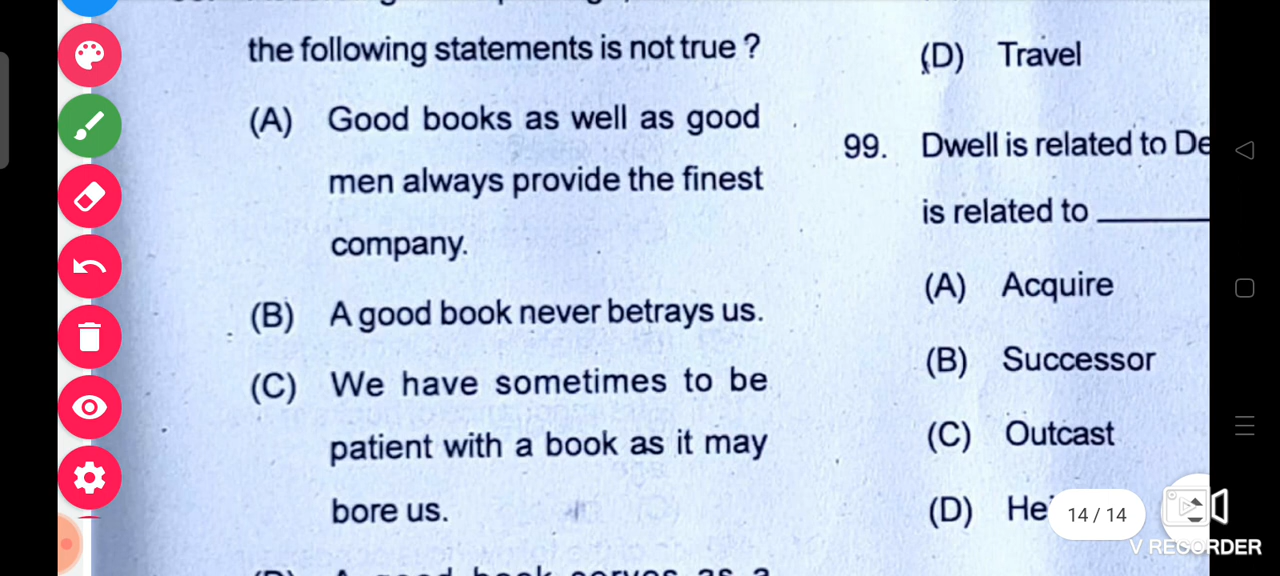 the following statements is not true ?
(A) Good books as well as good
men always provide the finest
company.
(B) A good book never betrays us.
(C) We have sometimes to be
patient with a book as it may
bore us.
(D) Travel
99. Dwell is related to
is related to
(A) Acquire
(B) Successor
(C) Outcast
(D)
14 / 14
V RECORDER